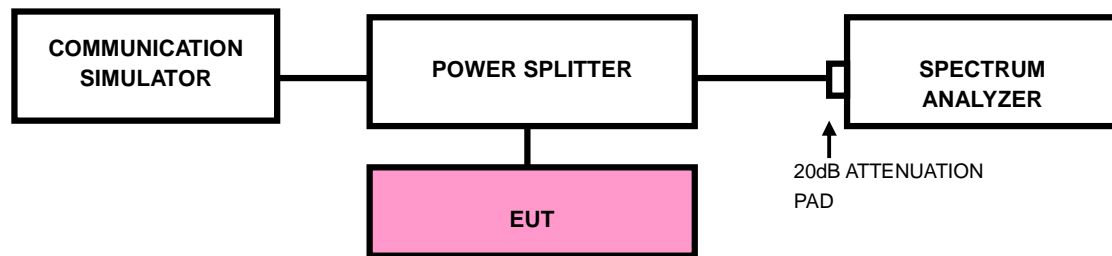 COMMUNICATION
SIMULATOR
POWER SPLITTER
SPECTRUM
ANALYZER
20dB ATTENUATION
PAD
EUT